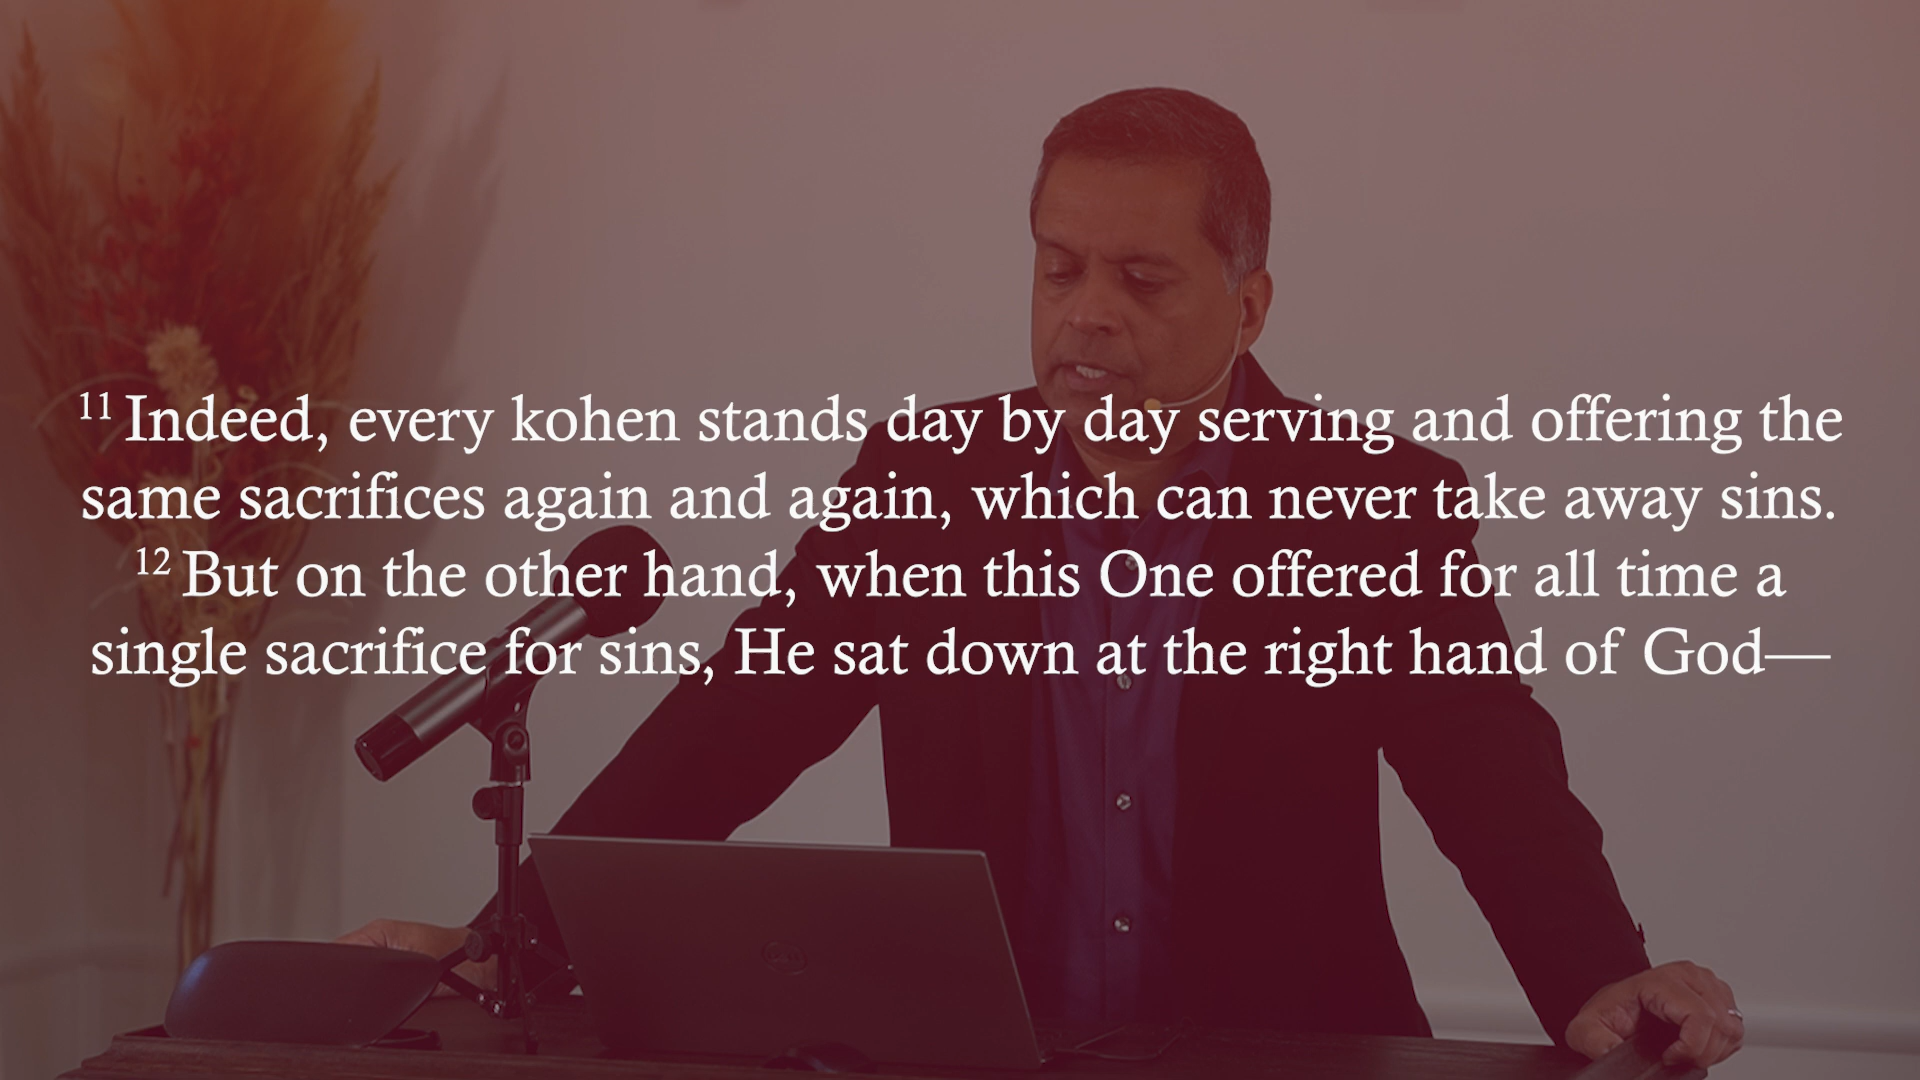 11 Indeed, every kohen stands day by day serving and offering the
same sacrifices again and again, which can never take away sins.
12 But on the other hand, when this One offered for all time a
single sacrifice for sins, He sat down at the right hand of God—
DELL